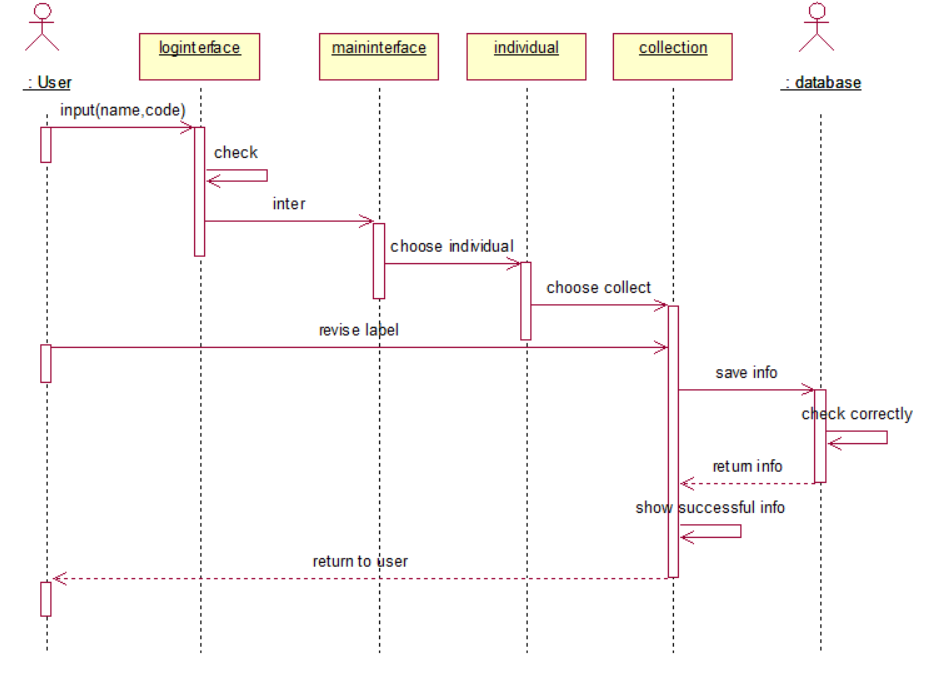 loginterface
maininterface
individual
collection
: User
: database
input(name,code)
check
inter
choose individual
choose collect
revise label
save info
check correctly
return info
show successful info
return to user